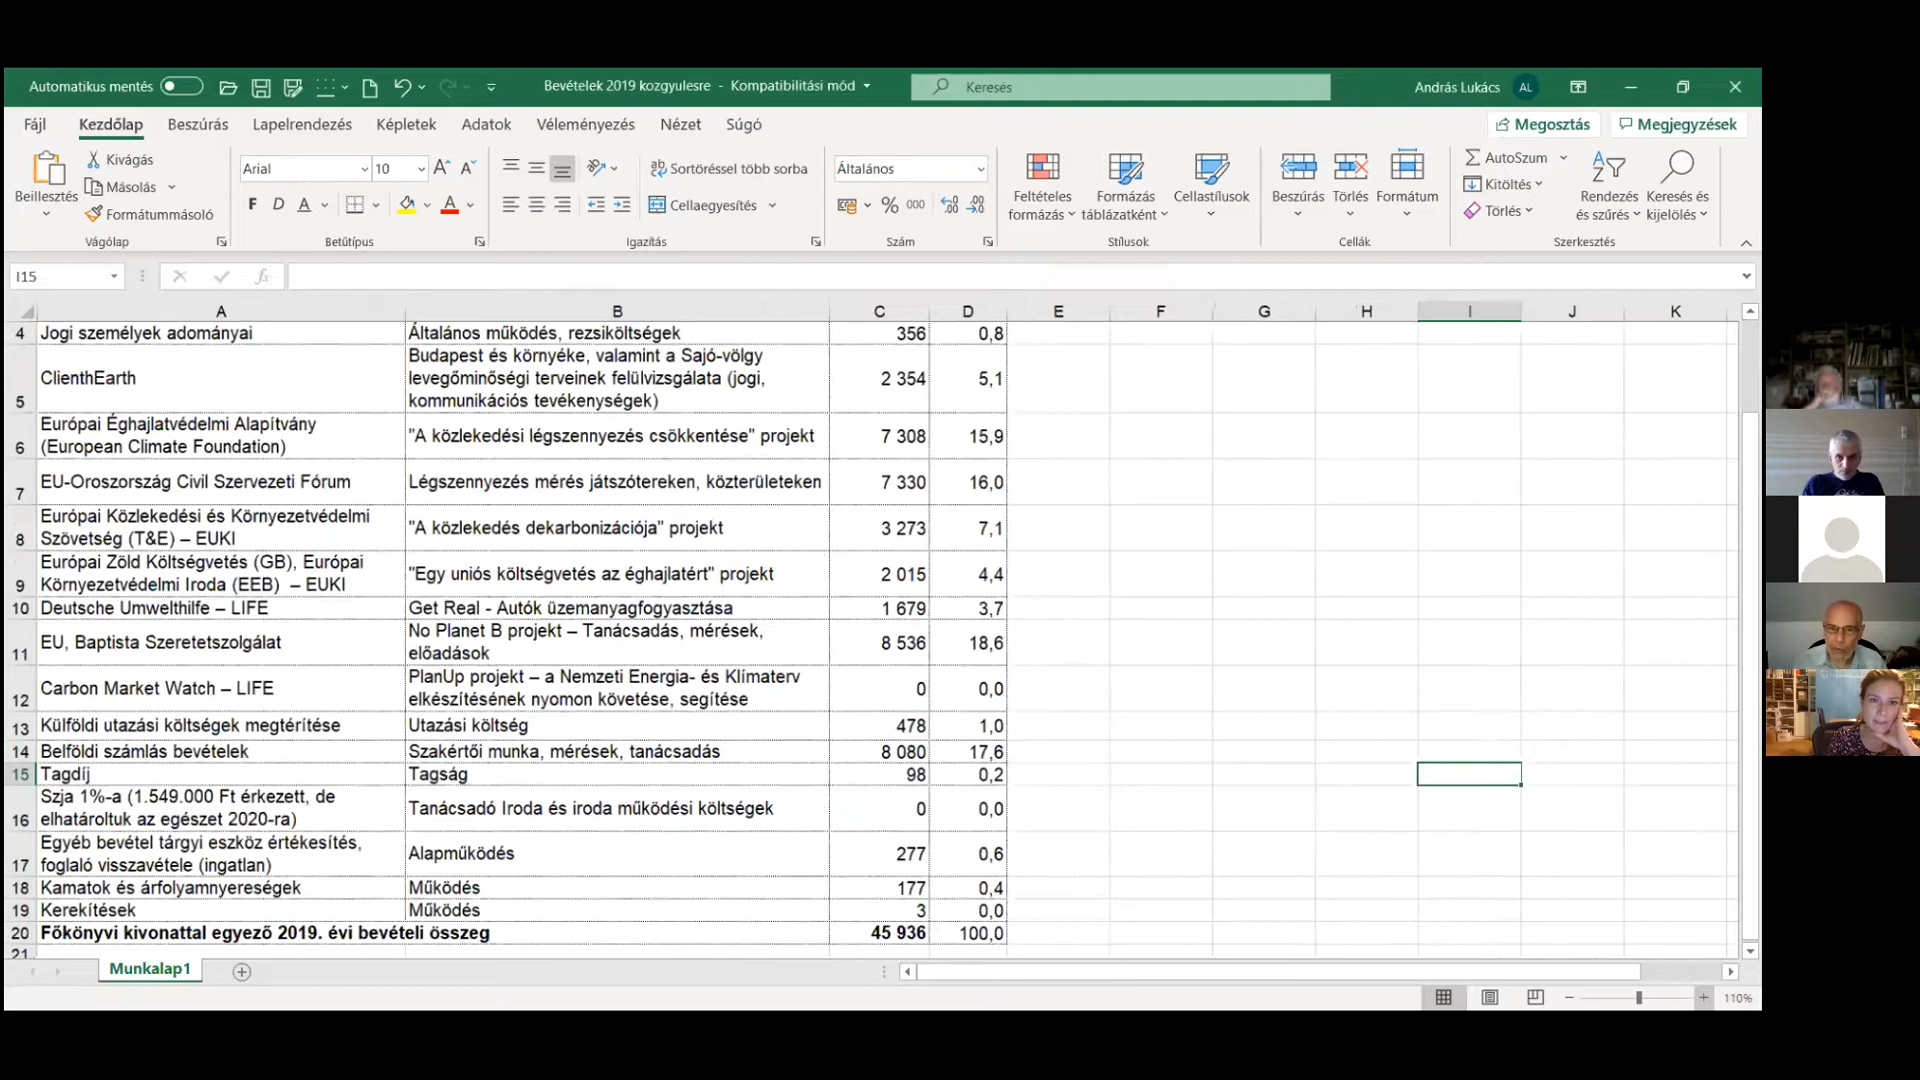 Automatikus mentés
Bevételek 2019 kozgyulesre - Kompatibilitási mód
Keresés
András Lukács
AL
Fájl Kezdőlap Beszúrás Lapelrendezés Képletek Adatok Véleményezés Nézet Súgó
Megosztás
Megjegyzések
Beillesztés
Kivágás
Másolás
Formátummásoló
Vágólap
Arial
10
F D A
Betűtípus
Sortöréssel több sorba
Cellaegyesítés
Igazítás
Általános
% 000
Szám
Feltételes formázás
Formázás táblázatként
Cellastílusok
Stílusok
Beszúrás
Törlés
Formátum
Cellák
AutoSzum
Kitöltés
Törlés
Rendezés és szűrés
Keresés és kijelölés
Szerkesztés
I15
fx
A B C D E F G H I J K
4 Jogi személyek adományai Általános működés, rezsiköltségek 356 0,8
5 ClienthEarth Budapest és környéke, valamint a Sajó-völgy
levegőminőségi terveinek felülvizsgálata (jogi,
kommunikációs tevékenységek) 2 354 5,1
6 Európai Éghajlatvédelmi Alapítvány
(European Climate Foundation) "A közlekedési légszennyezés csökkentése" projekt 7 308 15,9
7 EU-Oroszország Civil Szervezeti Fórum Légszennyezés mérés játszótereken, közterületeken 7 330 16,0
8 Európai Közlekedési és Környezetvédelmi
Szövetség (T&E) – EUKI "A közlekedés dekarbonizációja" projekt 3 273 7,1
9 Európai Zöld Költségvetés (GB), Európai
Környezetvédelmi Iroda (EEB) – EUKI "Egy uniós költségvetés az éghajlatért" projekt 2 015 4,4
10 Deutsche Umwelthilfe – LIFE Get Real - Autók üzemanyagfogyasztása 1 679 3,7
11 EU, Baptista Szeretetszolgálat No Planet B projekt – Tanácsadás, mérések,
előadások 8 536 18,6
12 Carbon Market Watch – LIFE PlanUp projekt – a Nemzeti Energia- és Klímaterv
elkészítésének nyomon követése, segítése 0 0,0
13 Külföldi utazási költségek megtérítése Utazási költség 478 1,0
14 Belföldi számlás bevételek Szakértői munka, mérések, tanácsadás 8 080 17,6
15 Tagdíj Tagság 98 0,2
16 Szja 1%-a (1.549.000 Ft érkezett, de
elhatároltuk az egészet 2020-ra) Tanácsadó Iroda és iroda működési költségek 0 0,0
17 Egyéb bevétel tárgyi eszköz értékesítés,
foglaló visszavétele (ingatlan) Alapműködés 277 0,6
18 Kamatok és árfolyamnyereségek Működés 177 0,4
19 Kerekítések Működés 3 0,0
20 Főkönyvi kivonattal egyező 2019. évi bevételi összeg 45 936 100,0
21
Munkalap1
110%